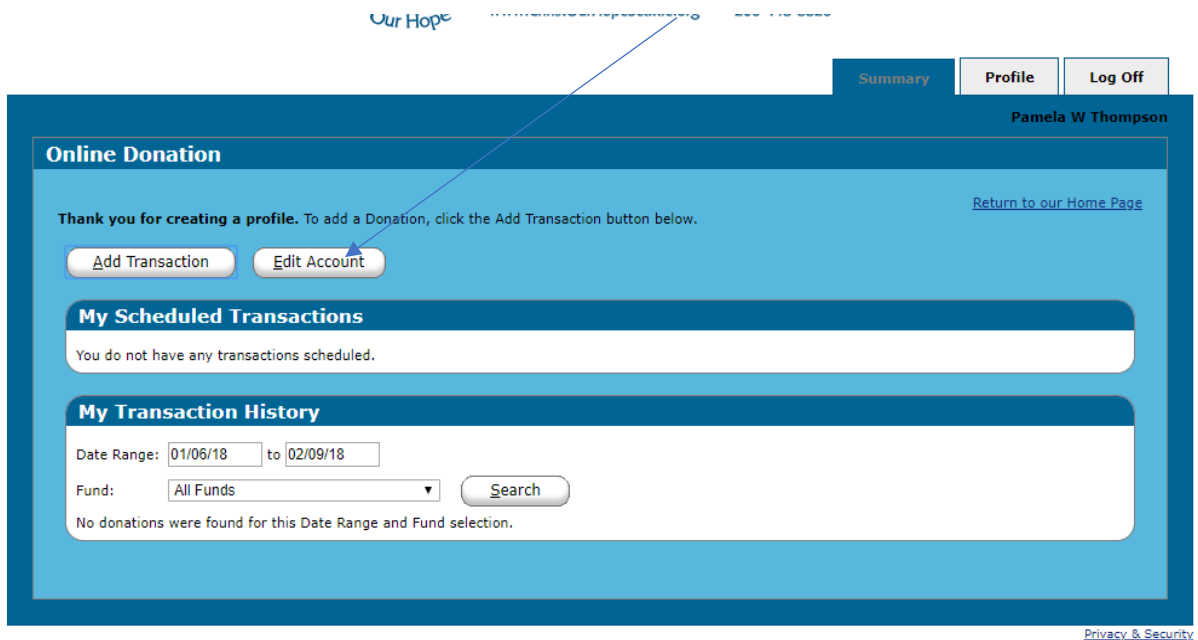 Our Hope
Summary Profile Log Off
Pamela W Thompson
Online Donation
Return to our Home Page
Thank you for creating a profile. To add a Donation, click the Add Transaction button below.
Add Transaction Edit Account
My Scheduled Transactions
You do not have any transactions scheduled.
My Transaction History
Date Range: 01/06/18 to 02/09/18
Fund: All Funds Search
No donations were found for this Date Range and Fund selection.
Privacy & Security